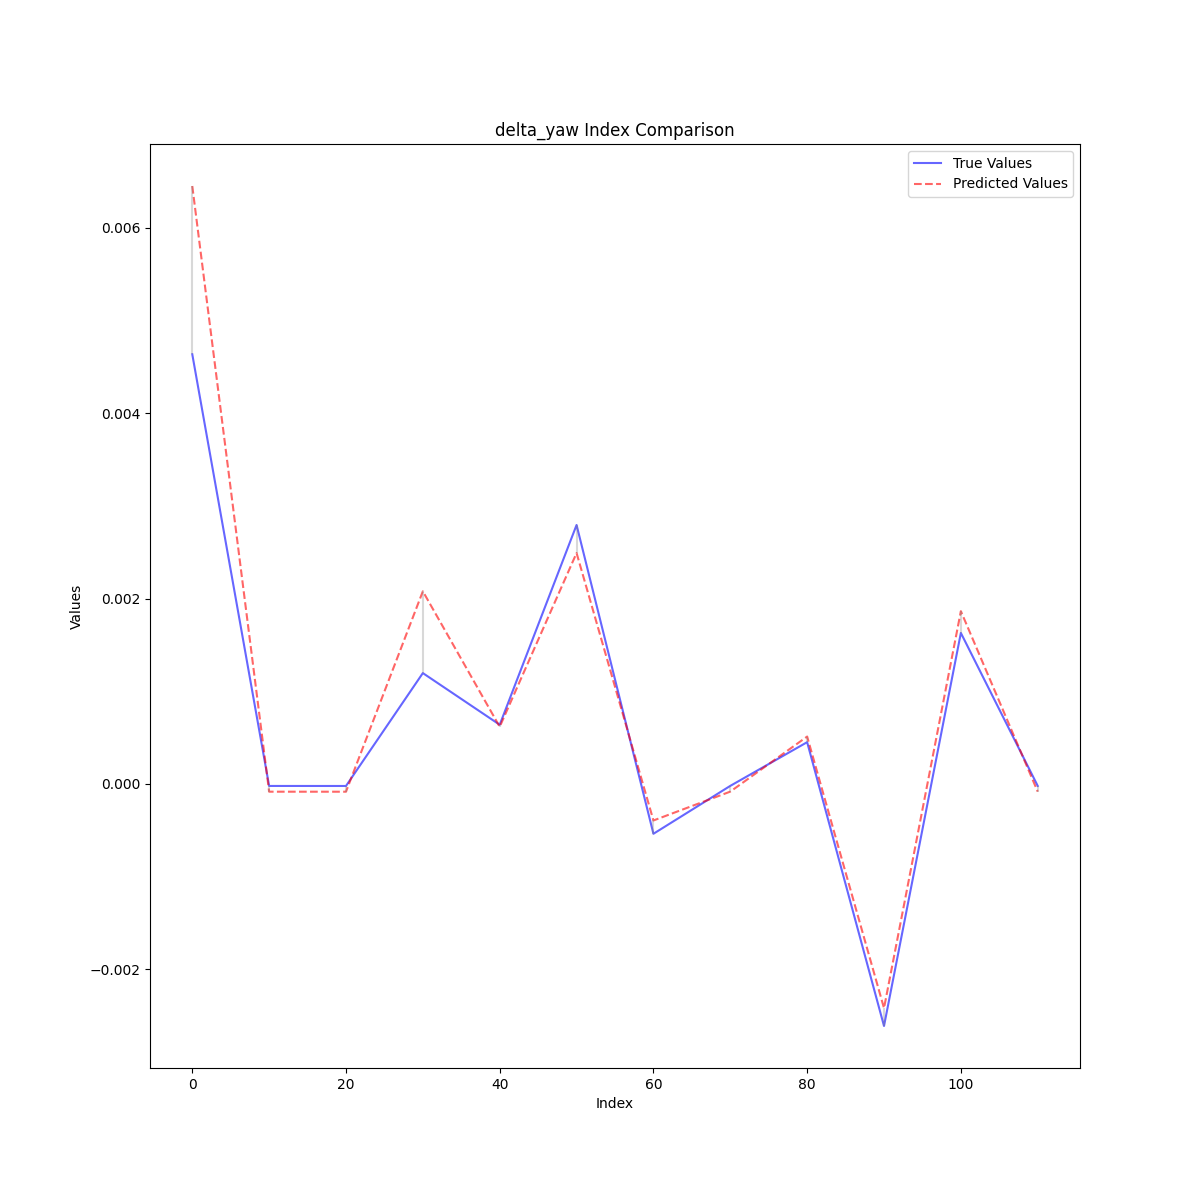 delta_yaw Index Comparison
True Values
Predicted Values
0.006
0.004
0.002
0.000
−0.002
Values
0 20 40 60 80 100
Index